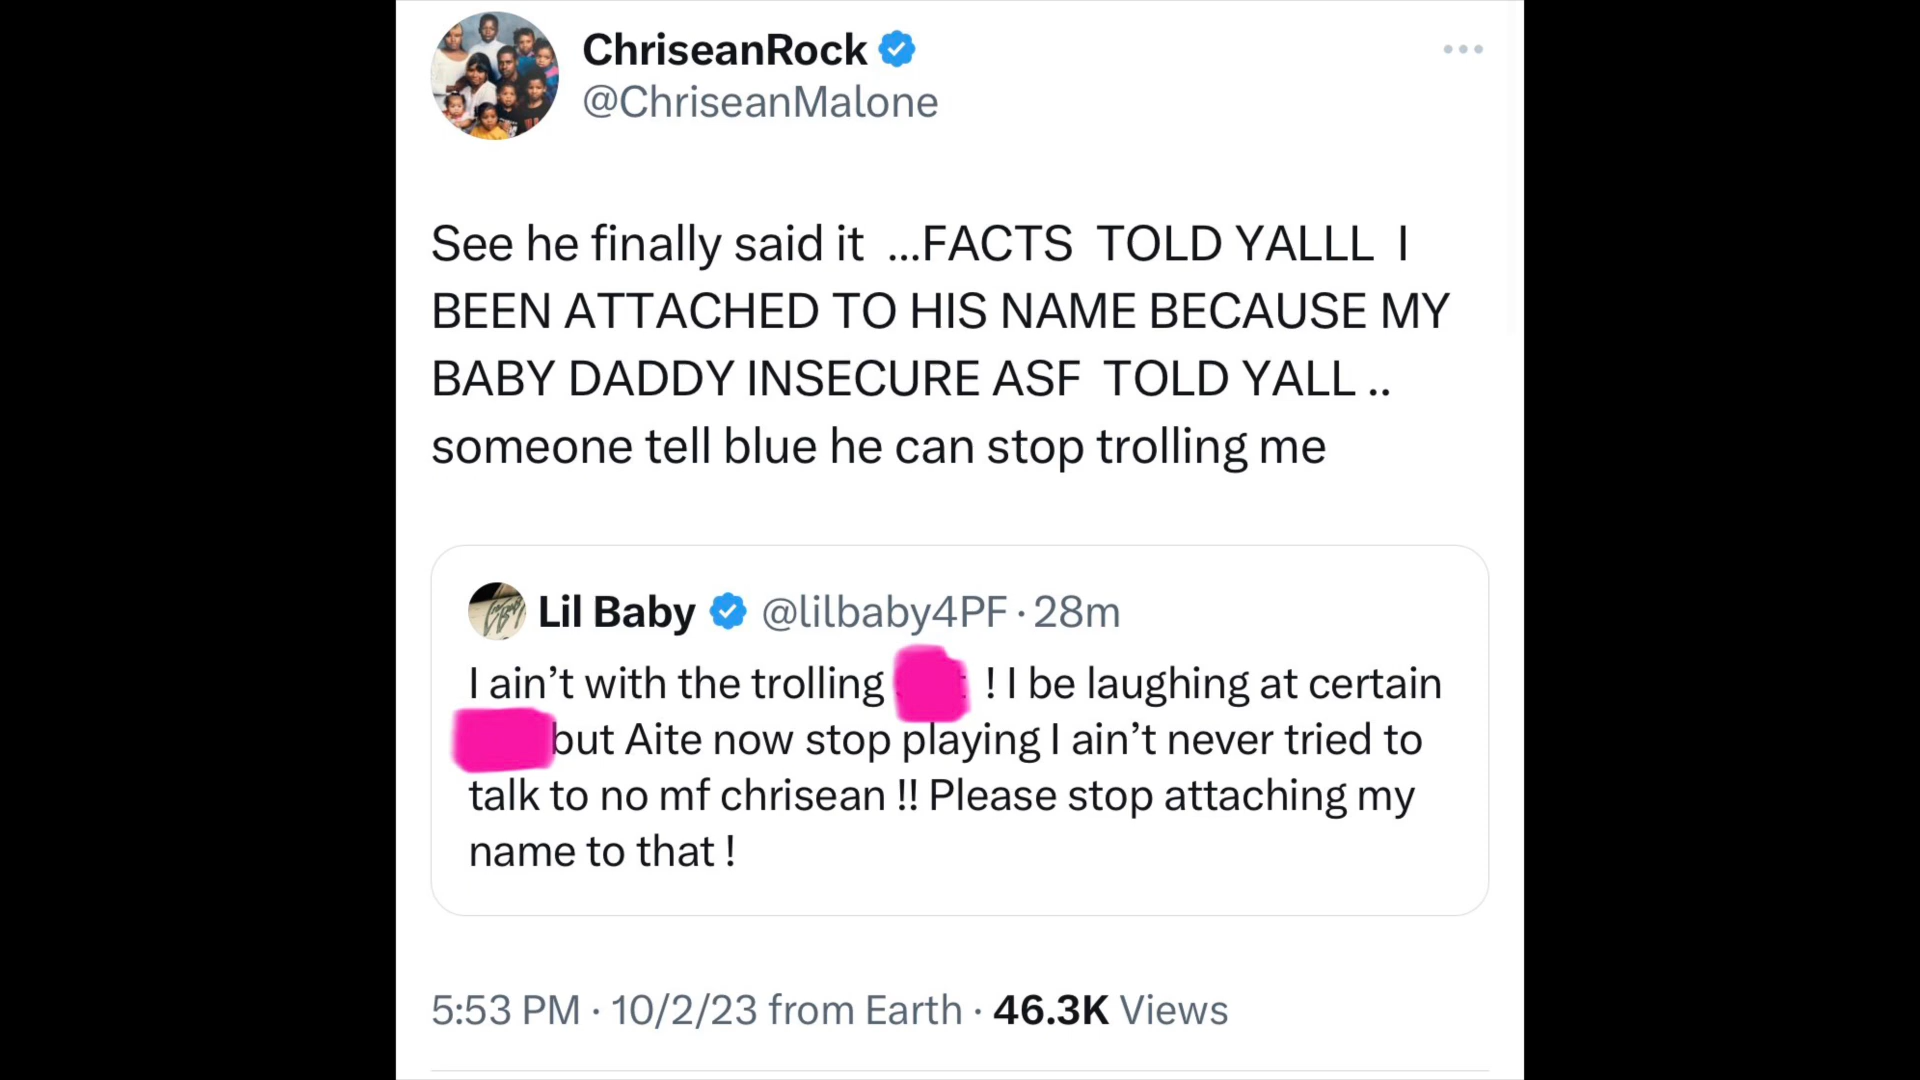 ChriseanRock
@ChriseanMalone
See he finally said it ...FACTS TOLD YALLL I
BEEN ATTACHED TO HIS NAME BECAUSE MY
BABY DADDY INSECURE ASF TOLD YALL ..
someone tell blue he can stop trolling me
Lil Baby @lilbaby4PF · 28m
I ain’t with the trolling ! I be laughing at certain
but Aite now stop playing I ain’t never tried to
talk to no mf chrisean !! Please stop attaching my
name to that !
5:53 PM · 10/2/23 from Earth · 46.3K Views